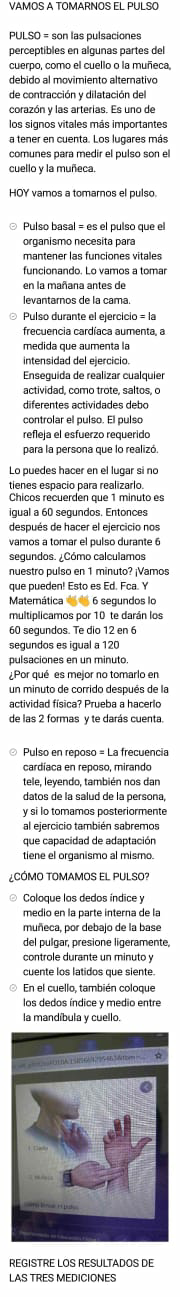 VAMOS A TOMARNOS EL PULSO
PULSO = son las pulsaciones
perceptibles en algunas partes del
cuerpo, como el cuello o la muñeca,
debido al movimiento alternativo
de contracción y dilatación del
corazón y las arterias. Es uno de
los signos vitales más importantes
a tener en cuenta. Los lugares más
comunes para medir el pulso son el
cuello y la muñeca.
HOY vamos a tomarnos el pulso.
Pulso basal = es el pulso que el
organismo necesita para
mantener las funciones vitales
funcionando. Lo vamos a tomar
en la mañana antes de
levantarnos de la cama.
Pulso durante el ejercicio = la
frecuencia cardíaca aumenta, a
medida que aumenta la
intensidad del ejercicio.
Enseguida de realizar cualquier
actividad, como trote, saltos, o
diferentes actividades debo
controlar el pulso. El pulso
refleja el esfuerzo requerido
para la persona que lo realizó.
Lo puedes hacer en el lugar si no
tienes espacio para realizarlo.
Chicos recuerden que 1 minuto es
igual a 60 segundos. Entonces
después de hacer el ejercicio nos
vamos a tomar el pulso durante 6
segundos. ¿Cómo calculamos
nuestro pulso en 1 minuto? ¡Vamos
que pueden! Esto es Ed. Fca. Y
Matemática 👏👏 6 segundos lo
multiplicamos por 10 te darán los
60 segundos. Te dio 12 en 6
segundos es igual a 120
pulsaciones en un minuto.
¿Por qué es mejor no tomarlo en
un minuto de corrido después de la
actividad física? Prueba a hacerlo
de las 2 formas y te darás cuenta.
Pulso en reposo = La frecuencia
cardíaca en reposo, mirando
tele, leyendo, también nos dan
datos de la salud de la persona,
y si lo tomamos posteriormente
al ejercicio también sabremos
que capacidad de adaptación
tiene el organismo al mismo.
¿CÓMO TOMAMOS EL PULSO?
Coloque los dedos índice y
medio en la parte interna de la
muñeca, por debajo de la base
del pulgar, presione ligeramente,
controle durante un minuto y
cuente los latidos que siente.
En el cuello, también coloque
los dedos índice y medio entre
la mandíbula y cuello.
1. Cuello
2. Muñeca
REGISTRE LOS RESULTADOS DE
LAS TRES MEDICIONES